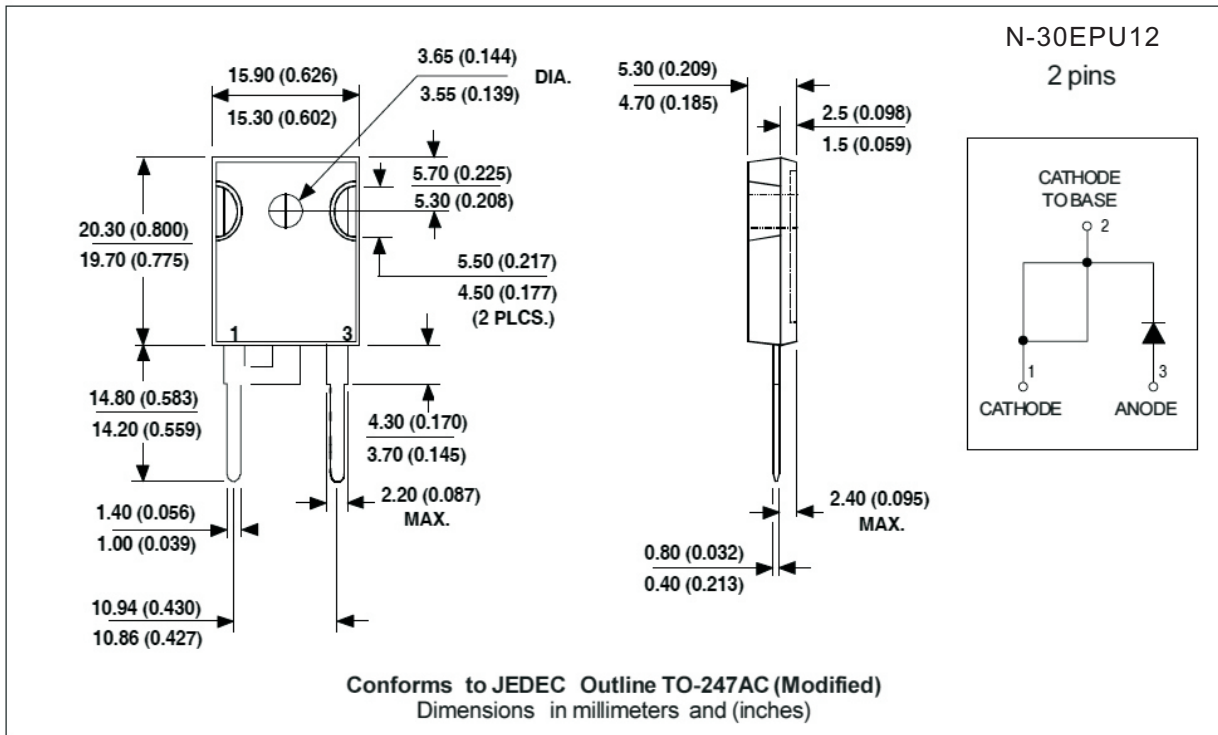 N-30EPU12
2 pins
15.90 (0.626)
15.30 (0.602)
3.65 (0.144)
3.55 (0.139)
DIA.
5.30 (0.209)
4.70 (0.185)
2.5 (0.098)
1.5 (0.059)
5.70 (0.225)
5.30 (0.208)
20.30 (0.800)
19.70 (0.775)
5.50 (0.217)
4.50 (0.177)
(2 PLCS.)
1
3
14.80 (0.583)
14.20 (0.559)
4.30 (0.170)
3.70 (0.145)
2.20 (0.087)
MAX.
1.40 (0.056)
1.00 (0.039)
10.94 (0.430)
10.86 (0.427)
2.40 (0.095)
MAX.
0.80 (0.032)
0.40 (0.213)
CATHODE
TO BASE
2
1
3
CATHODE
ANODE
Conforms to JEDEC Outline TO-247AC (Modified)
Dimensions in millimeters and (inches)